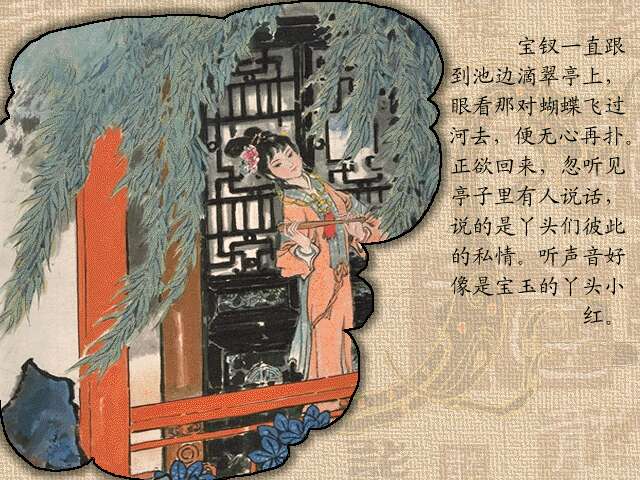 宝钗一直跟
到池边滴翠亭上，
眼看那对蝴蝶飞过
河去，便无心再扑。
正欲回来，忽听见
亭子里有人说话，
说的是丫头们彼此
的私情。听声音好
像是宝玉的丫头小
红。